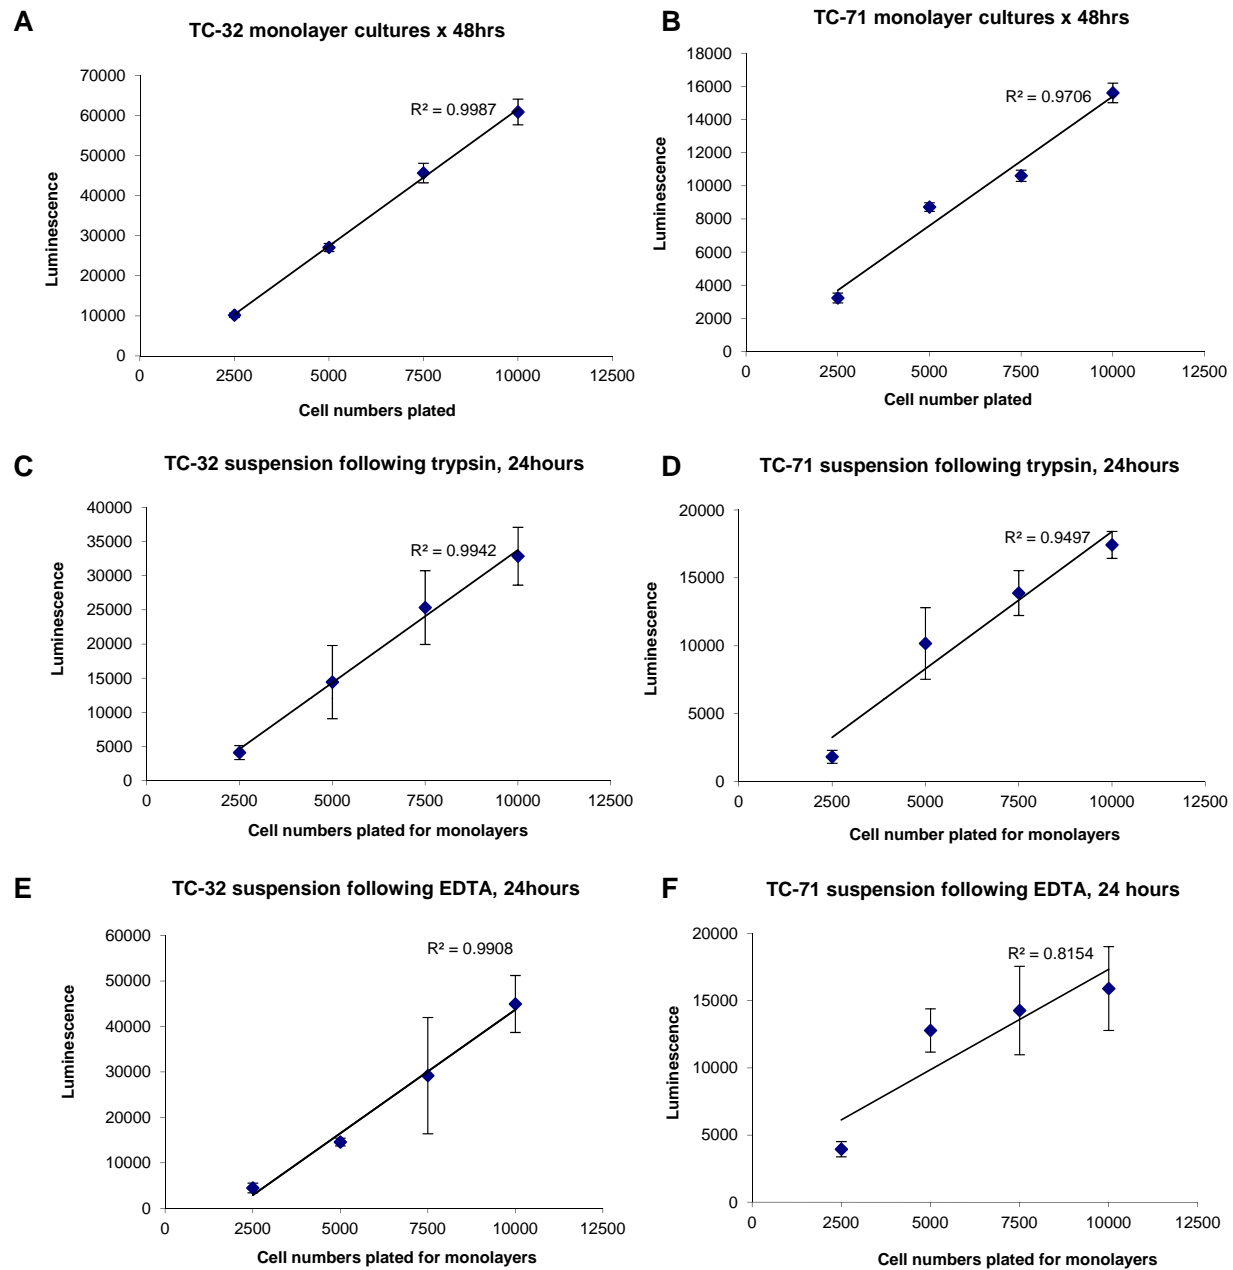 A
TC-32 monolayer cultures x 48hrs
70000
60000
50000
40000
30000
20000
10000
0
R² = 0.9987
Luminescence
0 2500 5000 7500 10000 12500
Cell numbers plated
B
TC-71 monolayer cultures x 48hrs
18000
16000
14000
12000
10000
8000
6000
4000
2000
0
R² = 0.9706
Luminescence
0 2500 5000 7500 10000 12500
Cell number plated
C
TC-32 suspension following trypsin, 24hours
40000
35000
30000
25000
20000
15000
10000
5000
0
R² = 0.9942
Luminescence
0 2500 5000 7500 10000 12500
Cell numbers plated for monolayers
D
TC-71 suspension following trypsin, 24hours
20000
15000
10000
5000
0
R² = 0.9497
Luminescence
0 2500 5000 7500 10000 12500
Cell number plated for monolayers
E
TC-32 suspension following EDTA, 24hours
60000
50000
40000
30000
20000
10000
0
R² = 0.9908
Luminescence
0 2500 5000 7500 10000 12500
Cell numbers plated for monolayers
F
TC-71 suspension following EDTA, 24 hours
20000
15000
10000
5000
0
R² = 0.8154
Luminescence
0 2500 5000 7500 10000 12500
Cell numbers plated for monolayers